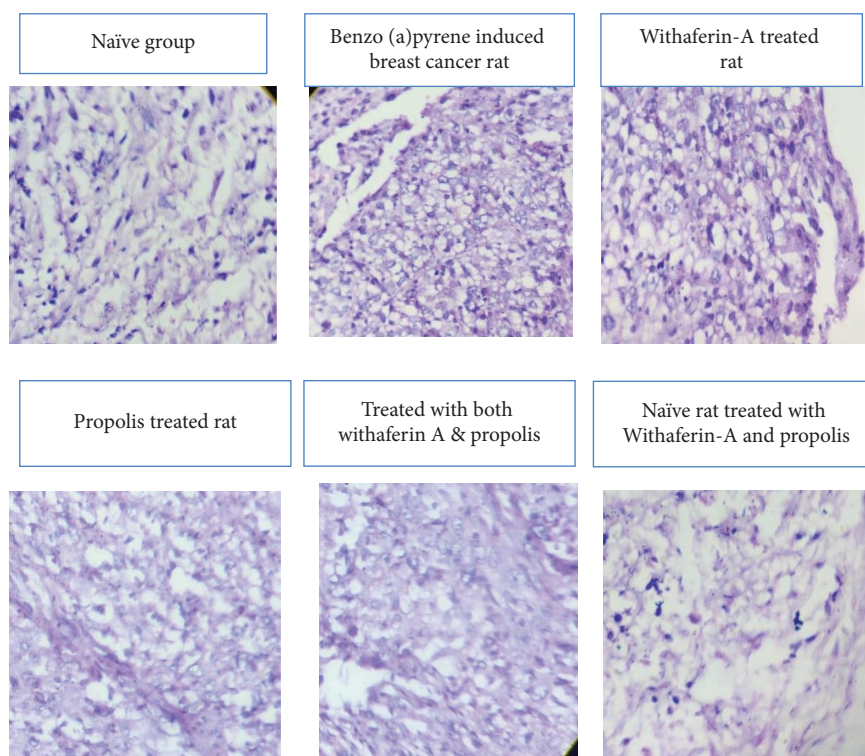 Naïve group
Benzo (a)pyrene induced
breast cancer rat
Withaferin-A treated
rat
Propolis treated rat
Treated with both
withaferin A & propolis
Naïve rat treated with
Withaferin-A and propolis